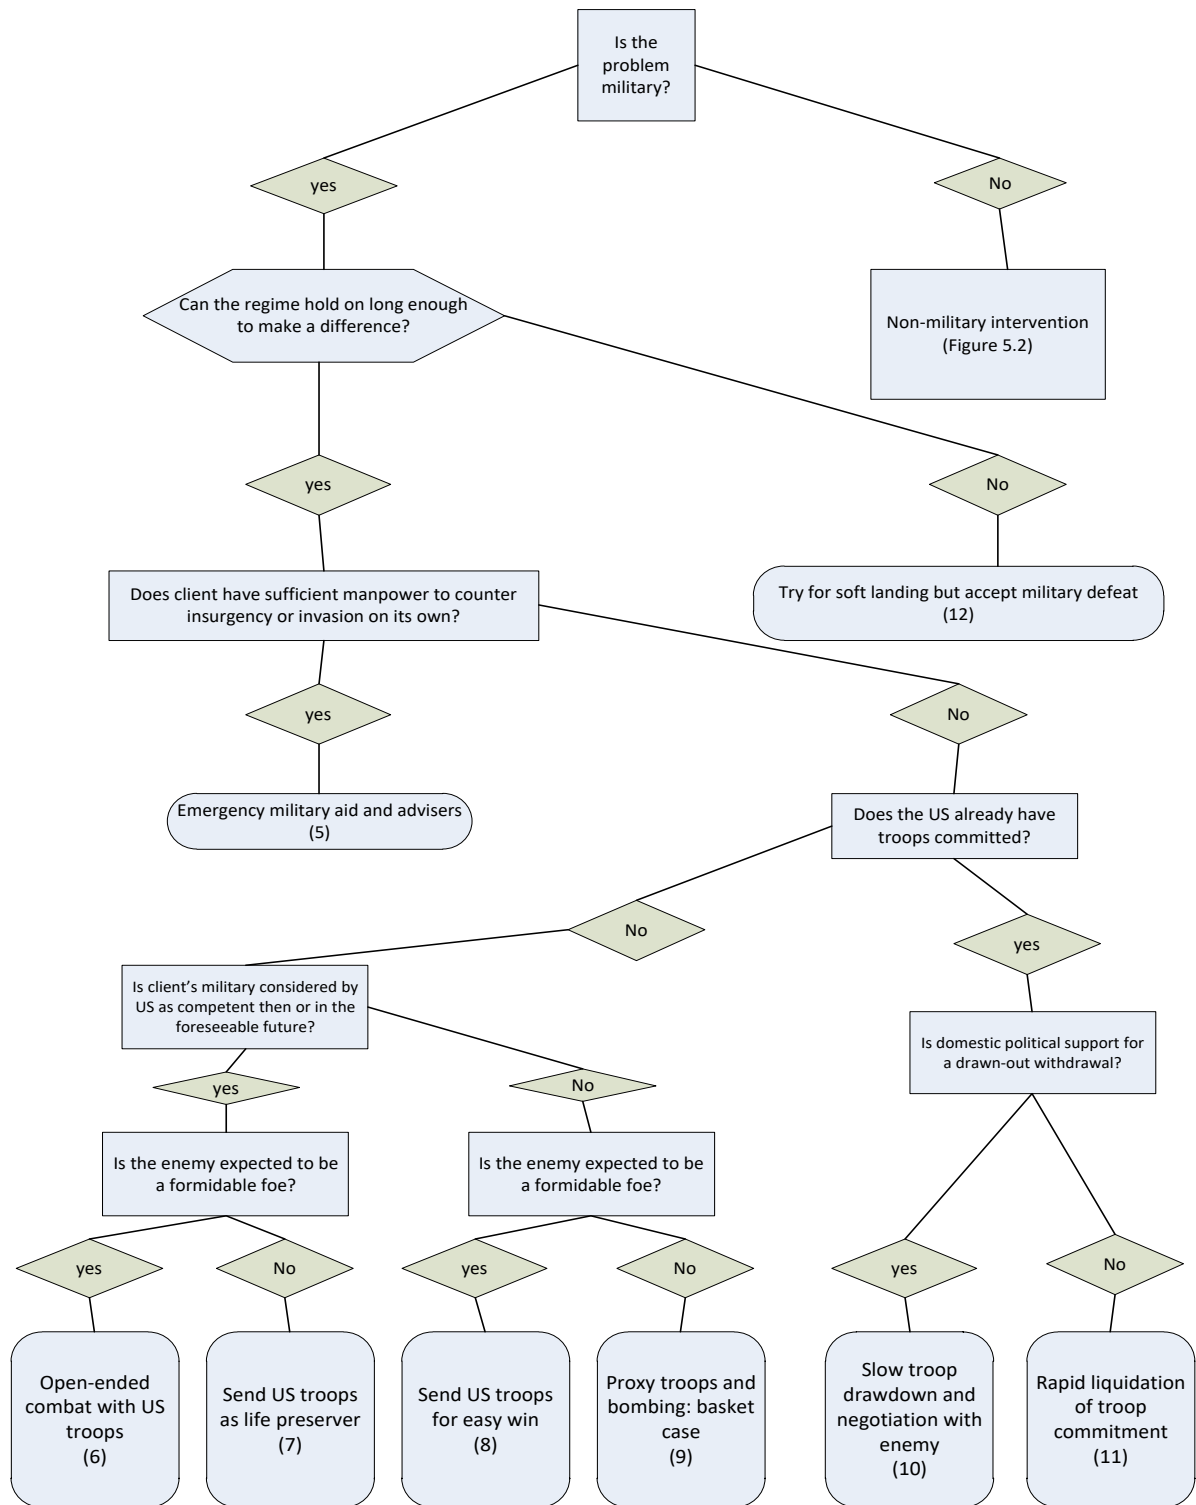 Is the
problem
military?
yes
No
Can the regime hold on long enough
to make a difference?
Non-military intervention
(Figure 5.2)
yes
No
Does client have sufficient manpower to counter
insurgency or invasion on its own?
Try for soft landing but accept military defeat
(12)
yes
No
Emergency military aid and advisers
(5)
Does the US already have
troops committed?
No
yes
Is client's military considered by
US as competent then or in the
foreseeable future?
Is domestic political support for
a drawn-out withdrawal?
yes
No
Is the enemy expected to be
a formidable foe?
Is the enemy expected to be
a formidable foe?
yes
No
yes
No
yes
No
Open-ended
combat with US
troops
(6)
Send US troops
as life preserver
(7)
Send US troops
for easy win
(8)
Proxy troops and
bombing: basket
case
(9)
Slow troop
drawdown and
negotiation with
enemy
(10)
Rapid liquidation
of troop
commitment
(11)